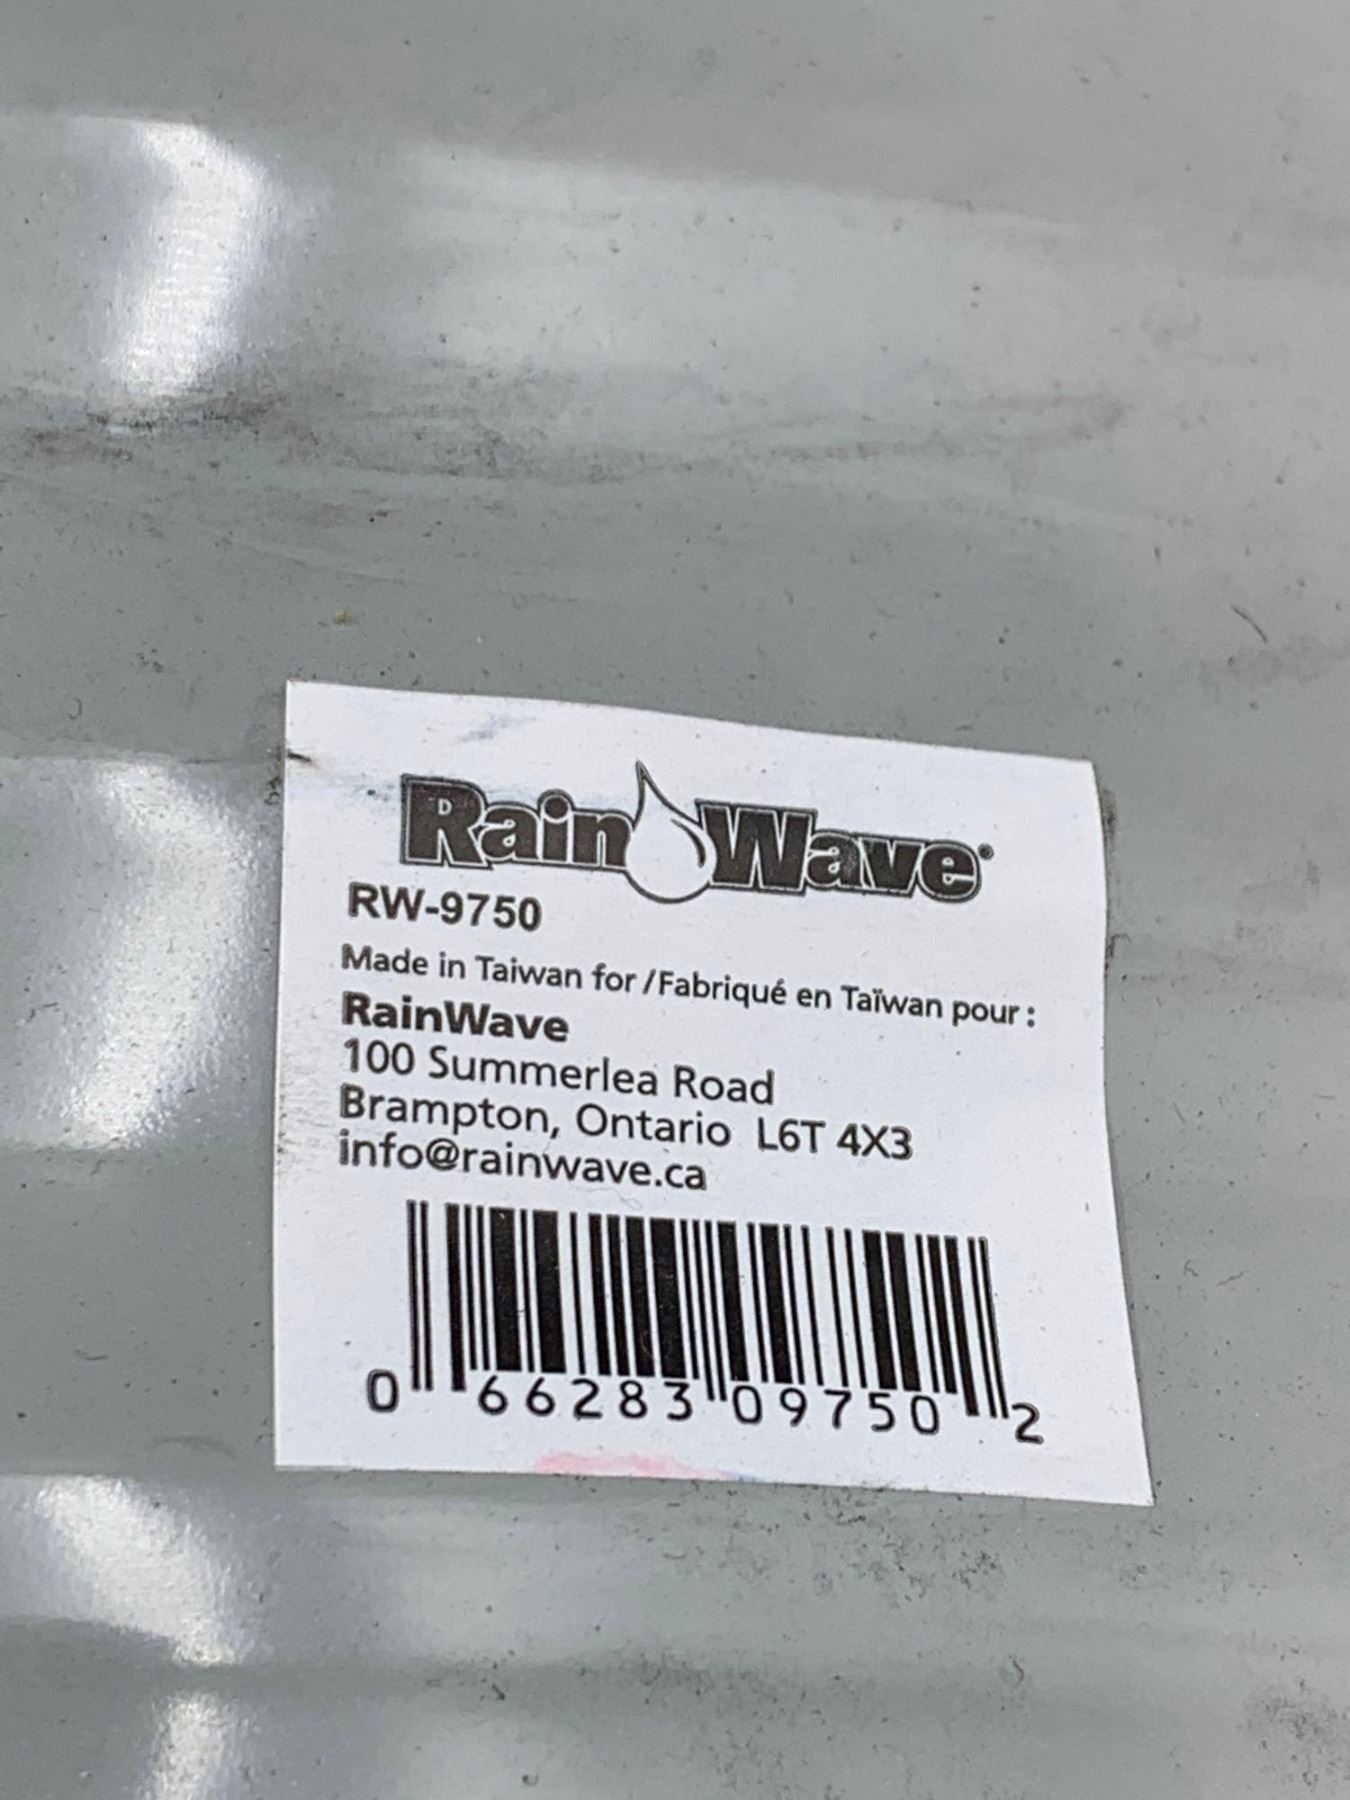 RainWave
RW-9750
Made in Taiwan for /Fabriqué en Taïwan pour :
RainWave
100 Summerlea Road
Brampton, Ontario L6T 4X3
info@rainwave.ca
0 66283 09750 2